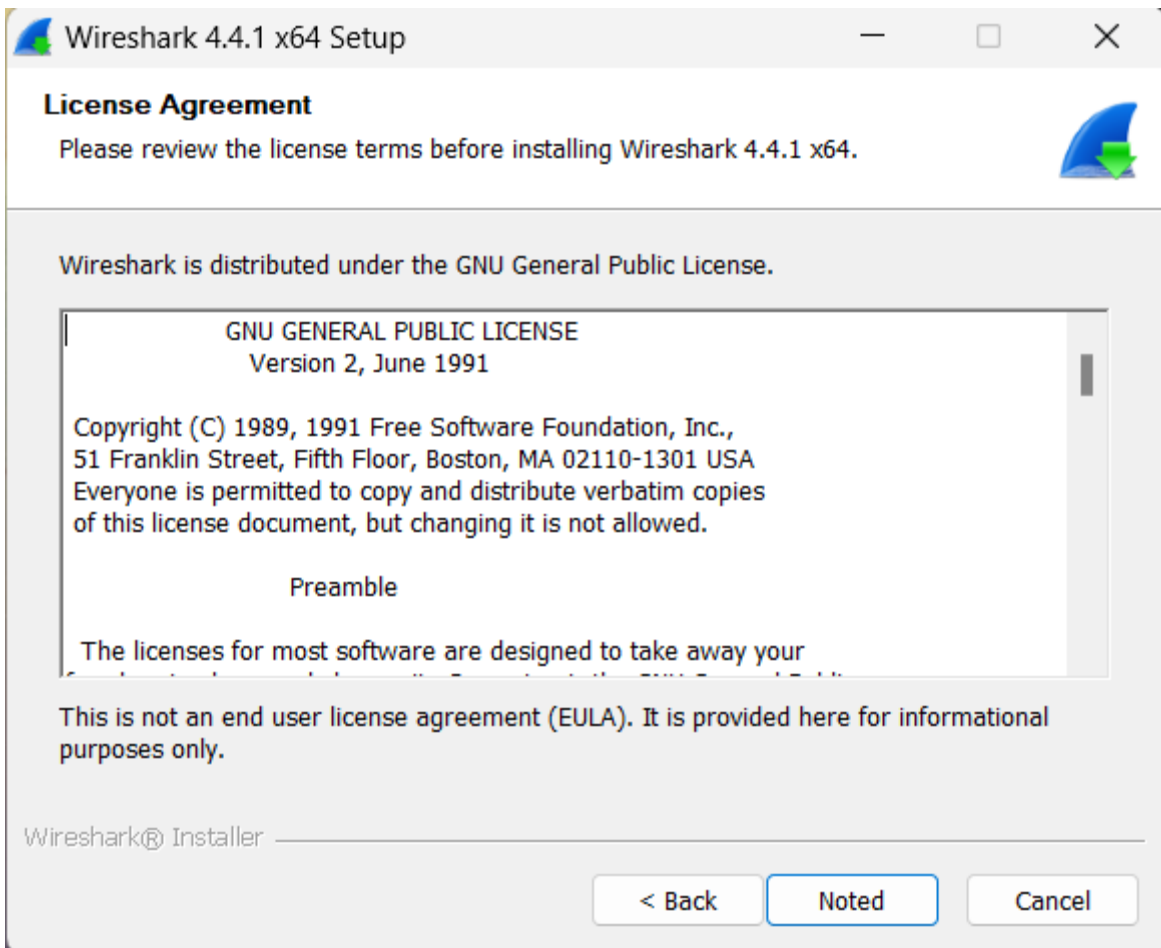 Wireshark 4.4.1 x64 Setup
License Agreement
Please review the license terms before installing Wireshark 4.4.1 x64.
Wireshark is distributed under the GNU General Public License.
GNU GENERAL PUBLIC LICENSE
Version 2, June 1991
Copyright (C) 1989, 1991 Free Software Foundation, Inc.,
51 Franklin Street, Fifth Floor, Boston, MA 02110-1301 USA
Everyone is permitted to copy and distribute verbatim copies
of this license document, but changing it is not allowed.
Preamble
The licenses for most software are designed to take away your
This is not an end user license agreement (EULA). It is provided here for informational
purposes only.
Wireshark® Installer
< Back
Noted
Cancel